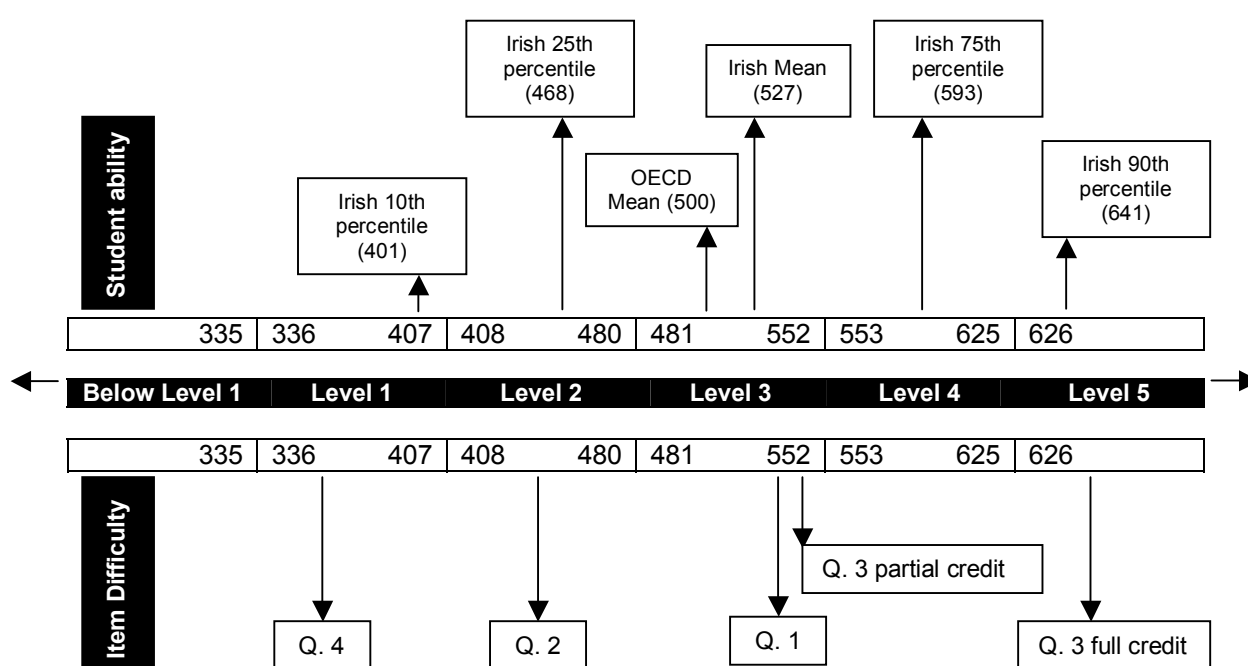 Irish 25th
percentile
(468)
Irish Mean
(527)
Irish 75th
percentile
(593)
Student ability
Irish 10th
percentile
(401)
OECD
Mean (500)
Irish 90th
percentile
(641)
335 336 407 408 480 481 552 553 625 626
Below Level 1 Level 1 Level 2 Level 3 Level 4 Level 5
335 336 407 408 480 481 552 553 625 626
Item Difficulty
Q. 3 partial credit
Q. 4 Q. 2 Q. 1 Q. 3 full credit